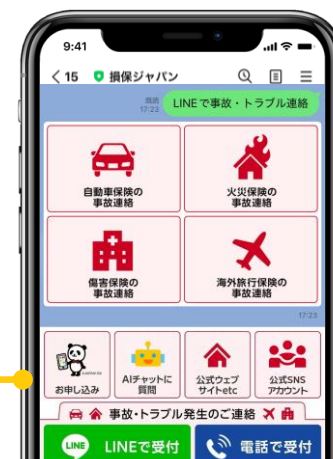 9:41
15 損保ジャパン
既読
17:23
LINEで事故・トラブル連絡
自動車保険の
事故連絡
火災保険の
事故連絡
傷害保険の
事故連絡
海外旅行保険の
事故連絡
17:23
お申し込み
AIチャットに
質問
公式ウェブ
サイトetc
公式SNS
アカウント
事故・トラブル発生のご連絡
LINE LINEで受付
電話で受付